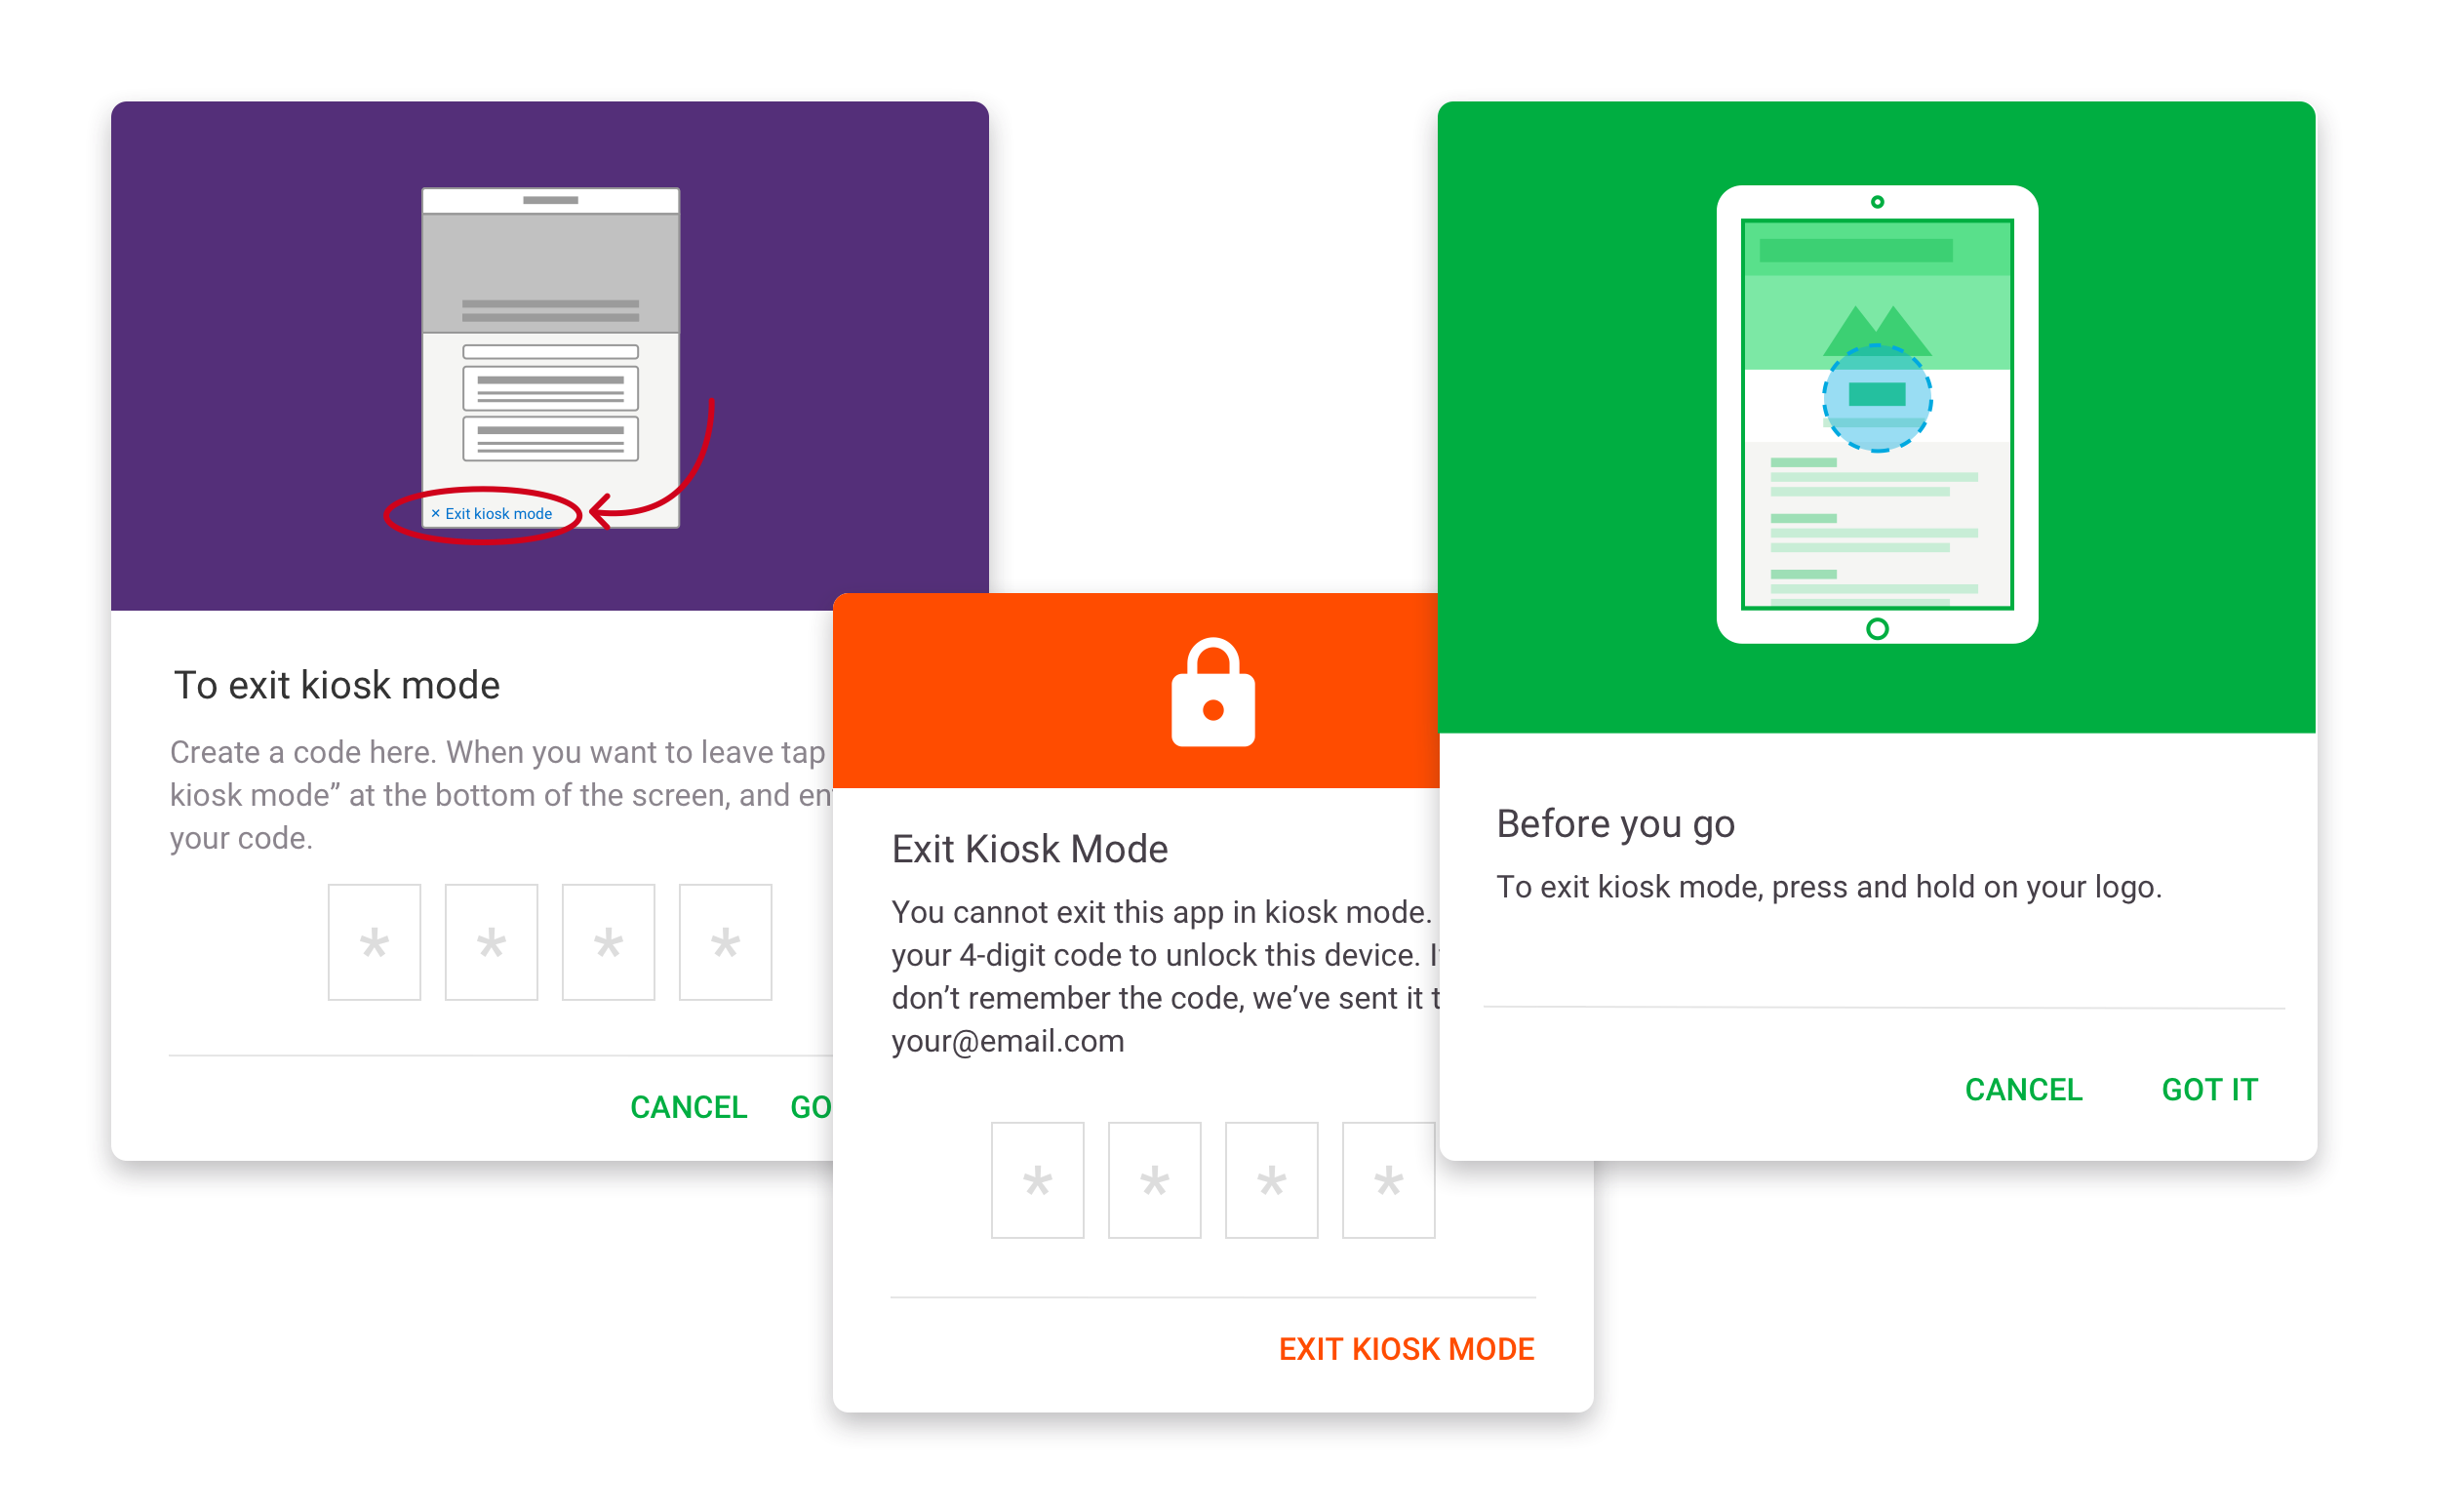 × Exit kiosk mode
To exit kiosk mode
Create a code here. When you want to leave tap
kiosk mode” at the bottom of the screen, and
your code.
* * * *
CANCEL
Exit Kiosk Mode
You cannot exit this app in kiosk mode.
your 4-digit code to unlock this device.
don’t remember the code, we’ve sent it
your@email.com
* * * *
EXIT KIOSK MODE
Before you go
To exit kiosk mode, press and hold on your logo.
CANCEL GOT IT